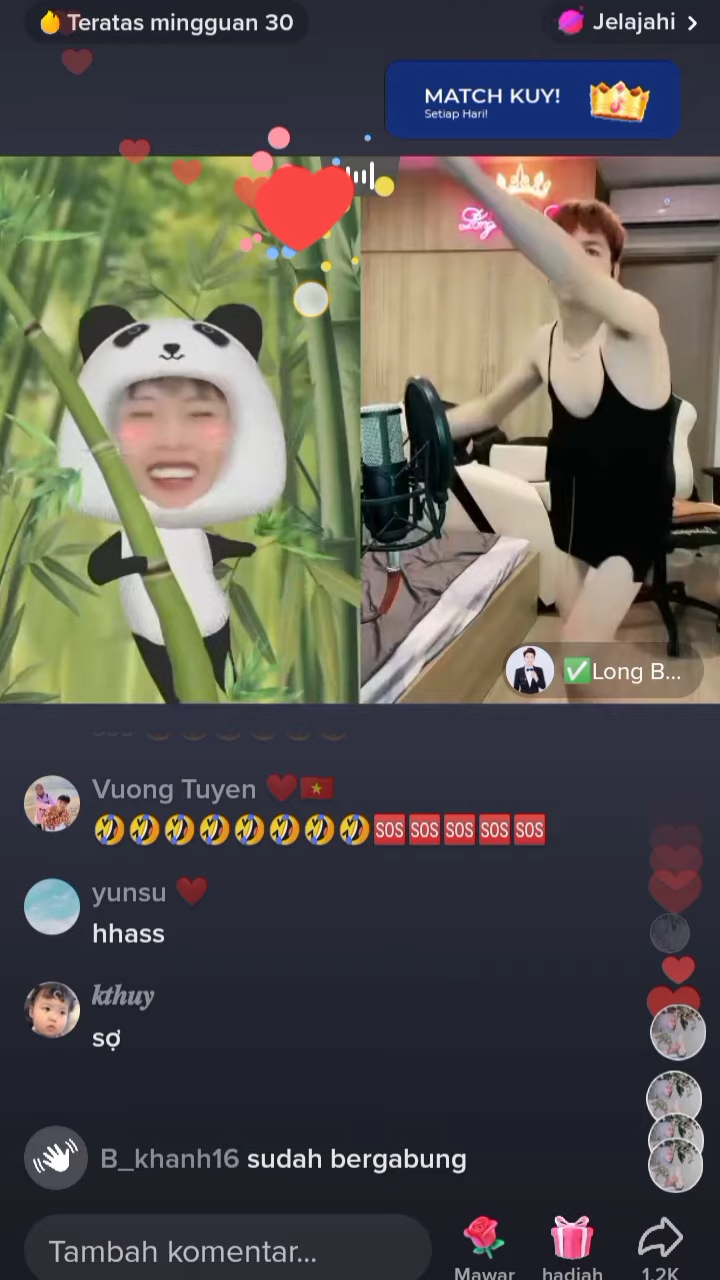 Teratas mingguan 30
Jelajahi
MATCH KUY!
Setiap Hari!
Long B...
Vuong Tuyen
SOS SOS SOS SOS SOS
yunsu
hhass
kthuy
sợ
B_khanh16 sudah bergabung
Tambah komentar...
Mawar
hadiah
1.2K